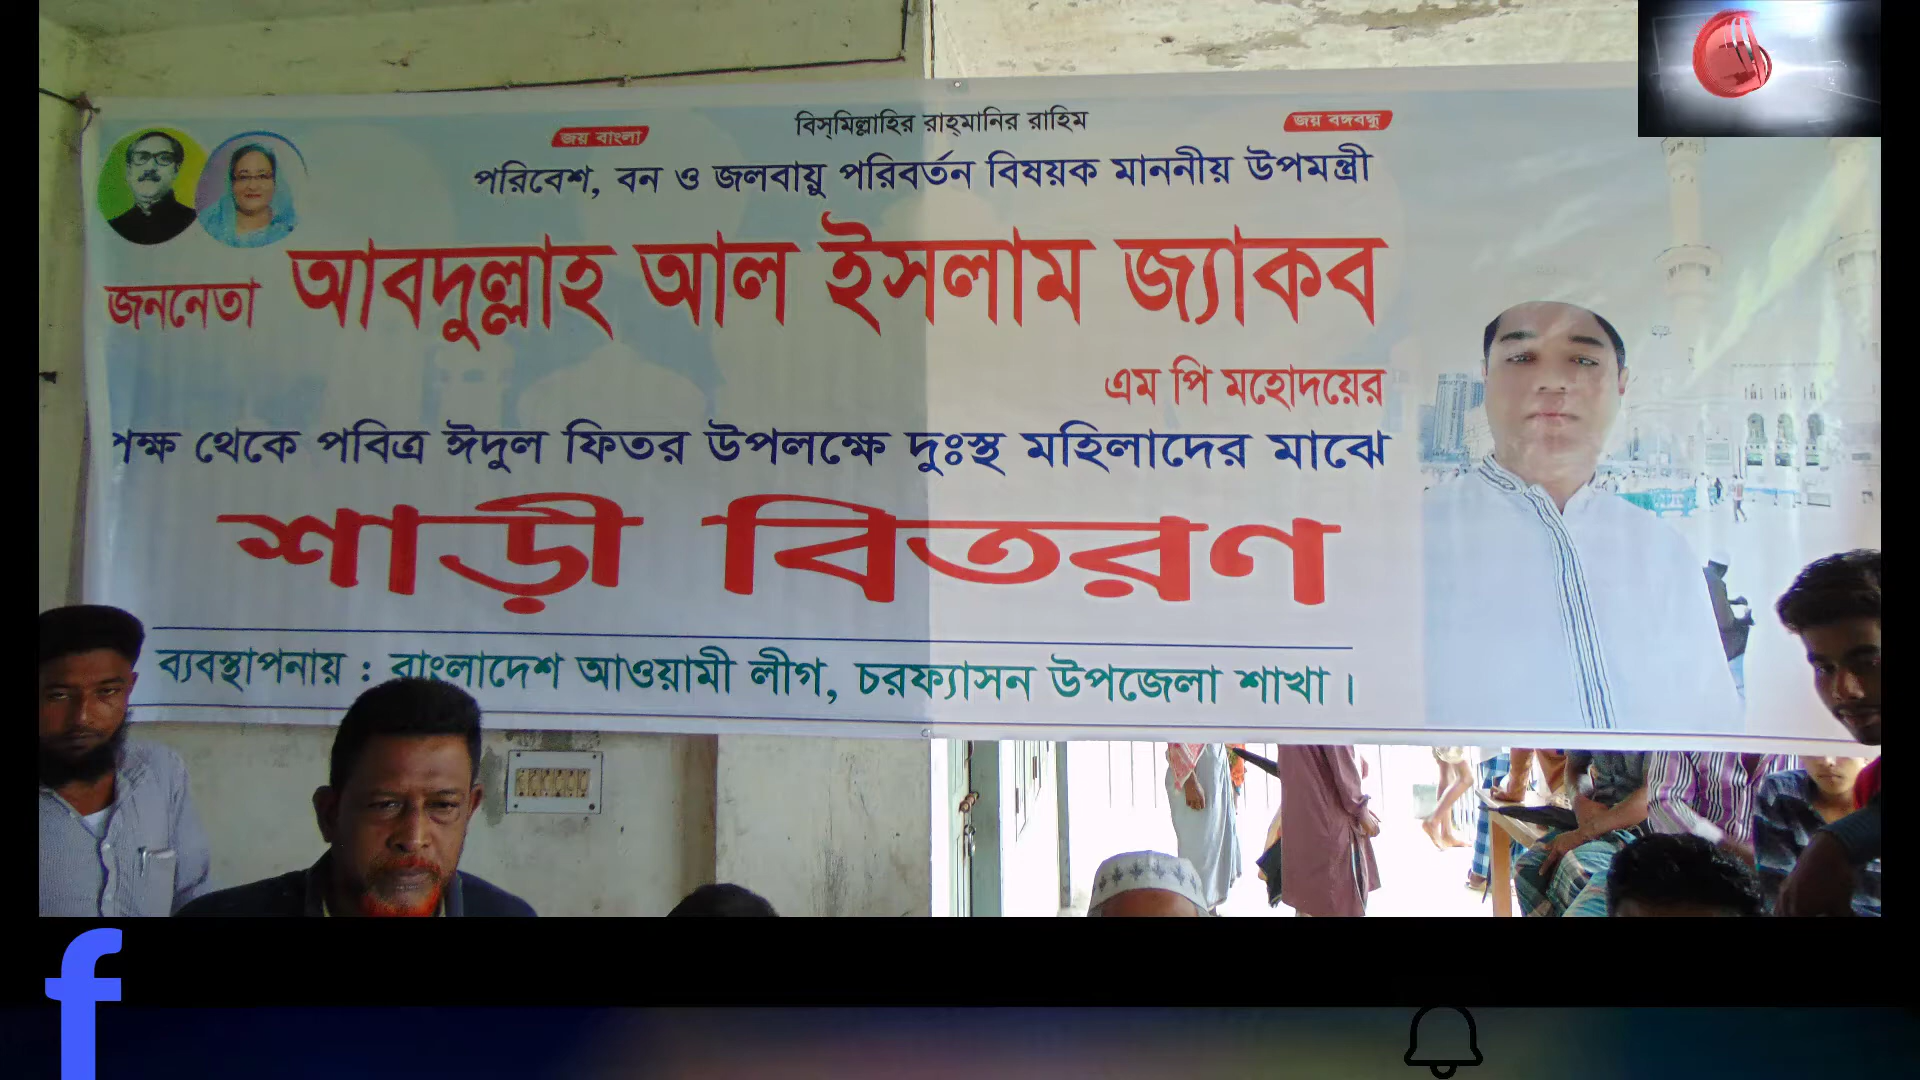 বিস্‌মিল্লাহির রাহ্‌মানির রাহিম
জয় বাংলা
জয় বঙ্গবন্ধু
পরিবেশ, বন ও জলবায়ু পরিবর্তন বিষয়ক মাননীয় উপমন্ত্রী
জননেতা আবদুল্লাহ আল ইসলাম জ্যাকব
এম পি মহোদয়ের
পক্ষ থেকে পবিত্র ঈদুল ফিতর উপলক্ষে দুঃস্থ মহিলাদের মাঝে
শাড়ী বিতরণ
ব্যবস্থাপনায় : বাংলাদেশ আওয়ামী লীগ, চরফ্যাসন উপজেলা শাখা।
f